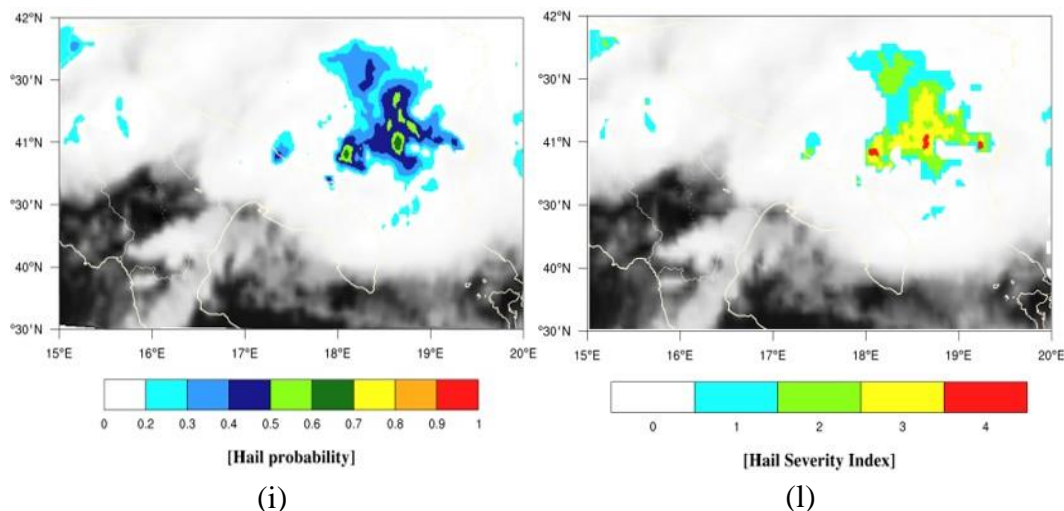 42°N
°30'N
41°N
°30'N
40°N
°30'N
15°E 16°E 17°E 18°E 19°E 20°E
0 0.2 0.3 0.4 0.5 0.6 0.7 0.8 0.9 1
[Hail probability]
(i)
42°N
°30'N
41°N
°30'N
40°N
°30'N
15°E 16°E 17°E 18°E 19°E 20°E
0 1 2 3 4
[Hail Severity Index]
(l)